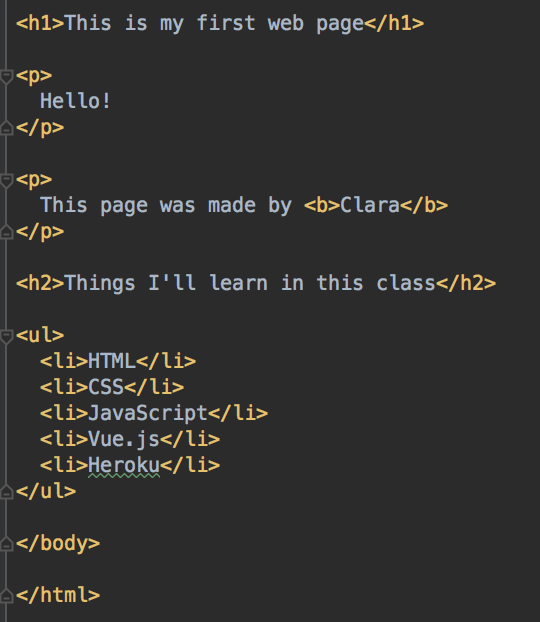 <h1>This is my first web page</h1>
<p>
Hello!
</p>
<p>
This page was made by <b>Clara</b>
</p>
<h2>Things I'll learn in this class</h2>
<ul>
<li>HTML</li>
<li>CSS</li>
<li>JavaScript</li>
<li>Vue.js</li>
<li>Heroku</li>
</ul>
</body>
</html>